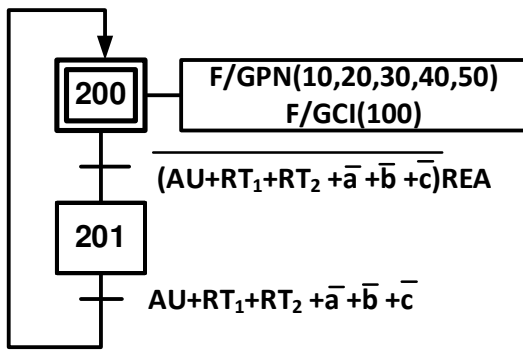 200
F/GPN(10,20,30,40,50)
F/GCI(100)
(AU+RT₁+RT₂ +a̅ +b̅ +c̅)REA
201
AU+RT₁+RT₂ +a̅ +b̅ +c̅